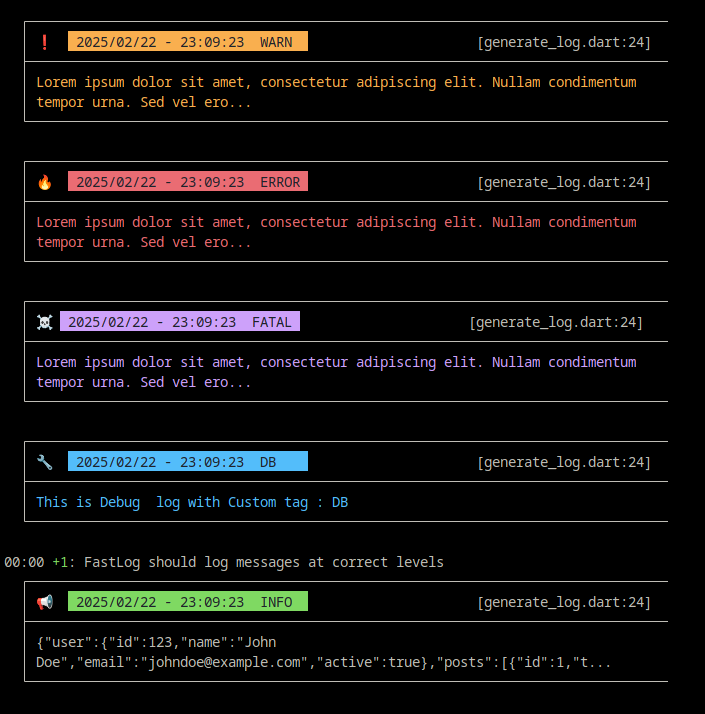 ❗ 2025/02/22 - 23:09:23  WARN [generate_log.dart:24]
Lorem ipsum dolor sit amet, consectetur adipiscing elit. Nullam condimentum
tempor urna. Sed vel ero...
🔥 2025/02/22 - 23:09:23  ERROR [generate_log.dart:24]
Lorem ipsum dolor sit amet, consectetur adipiscing elit. Nullam condimentum
tempor urna. Sed vel ero...
☠️ 2025/02/22 - 23:09:23  FATAL [generate_log.dart:24]
Lorem ipsum dolor sit amet, consectetur adipiscing elit. Nullam condimentum
tempor urna. Sed vel ero...
🔧 2025/02/22 - 23:09:23  DB [generate_log.dart:24]
This is Debug  log with Custom tag : DB
00:00 +1: FastLog should log messages at correct levels
📢 2025/02/22 - 23:09:23  INFO [generate_log.dart:24]
{"user":{"id":123,"name":"John
Doe","email":"johndoe@example.com","active":true},"posts":[{"id":1,"t...